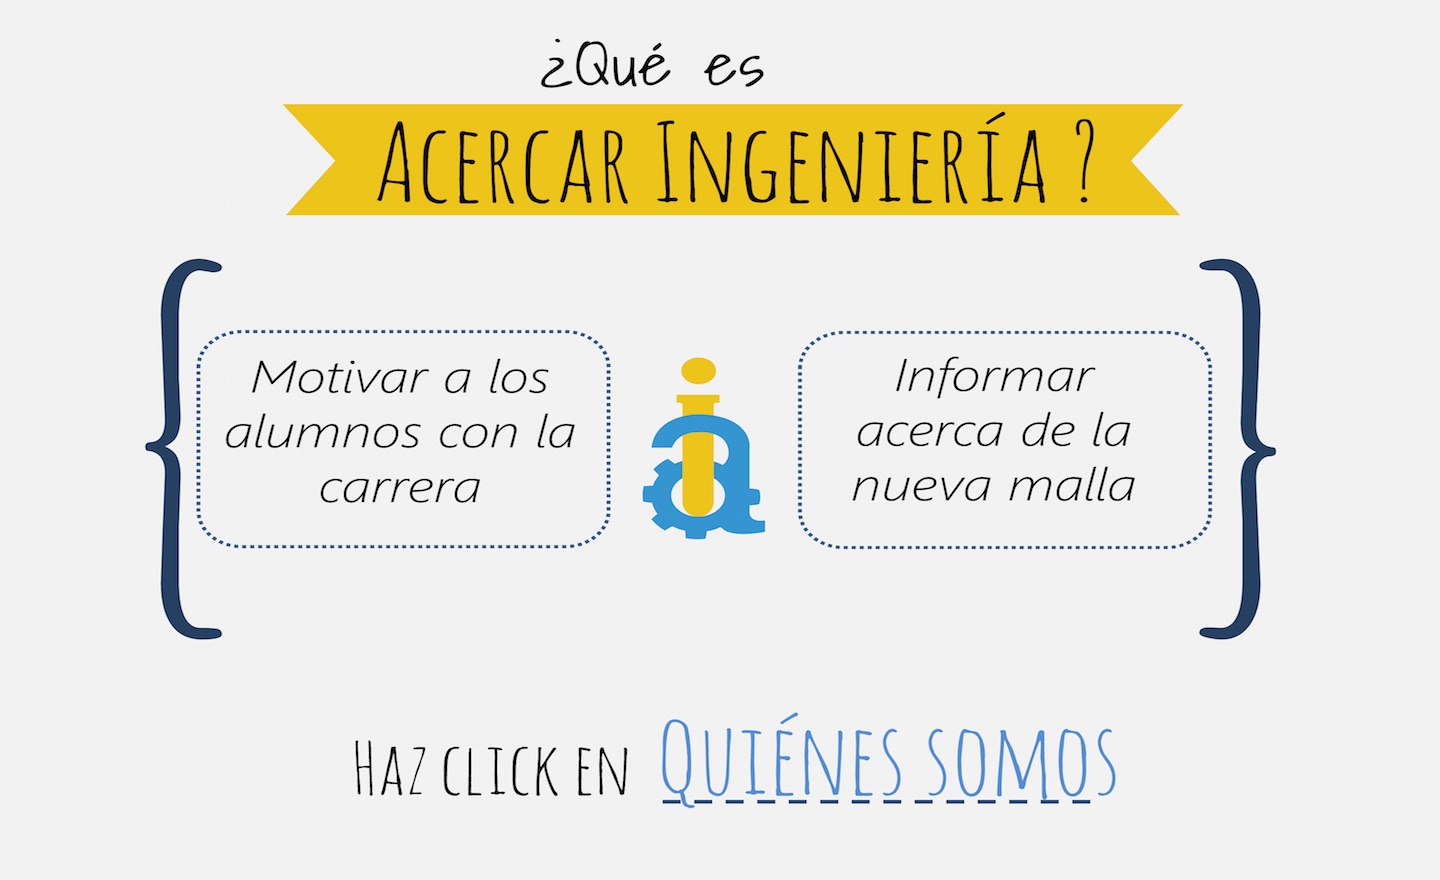 ¿Qué es
Acercar Ingeniería ?
Motivar a los
alumnos con la
carrera
ia
Informar
acerca de la
nueva malla
Haz click en Quiénes somos